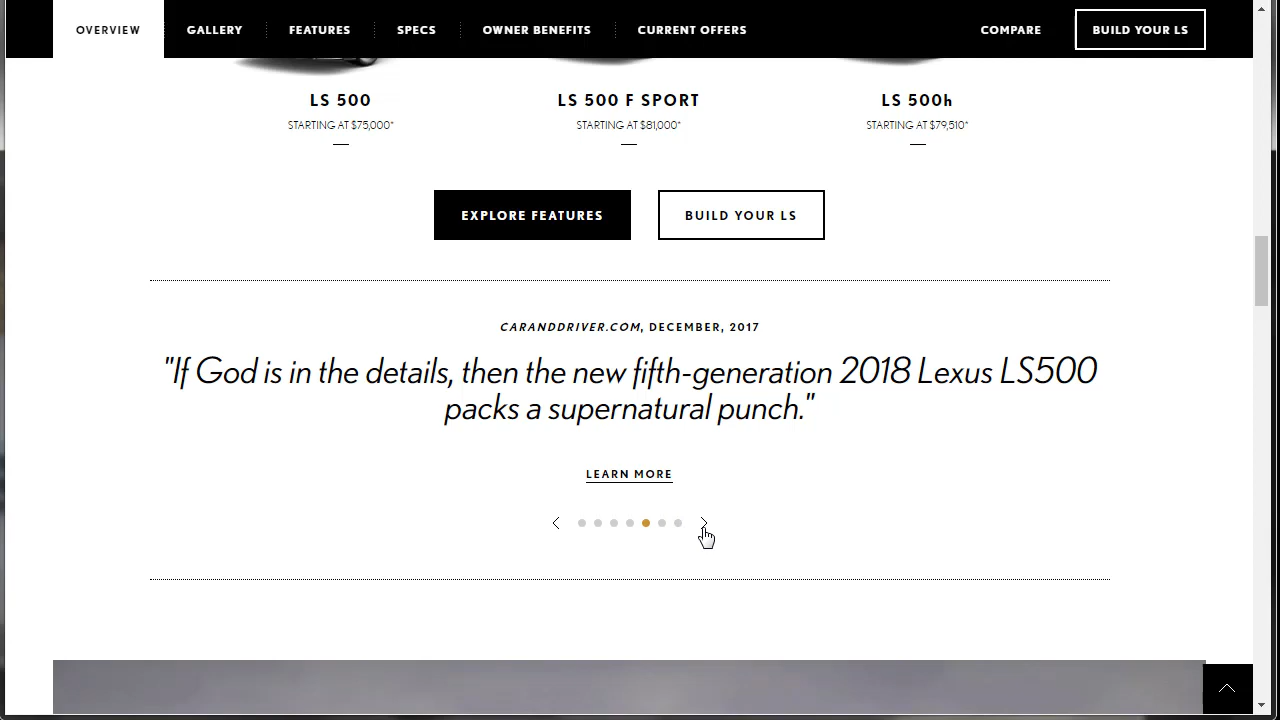 OVERVIEW GALLERY FEATURES SPECS OWNER BENEFITS CURRENT OFFERS COMPARE BUILD YOUR LS
LS 500 LS 500 F SPORT LS 500h
STARTING AT $75,000* STARTING AT $81,000* STARTING AT $79,510*
EXPLORE FEATURES BUILD YOUR LS
CARANDDRIVER.COM, DECEMBER, 2017
"If God is in the details, then the new fifth-generation 2018 Lexus LS500
packs a supernatural punch."
LEARN MORE